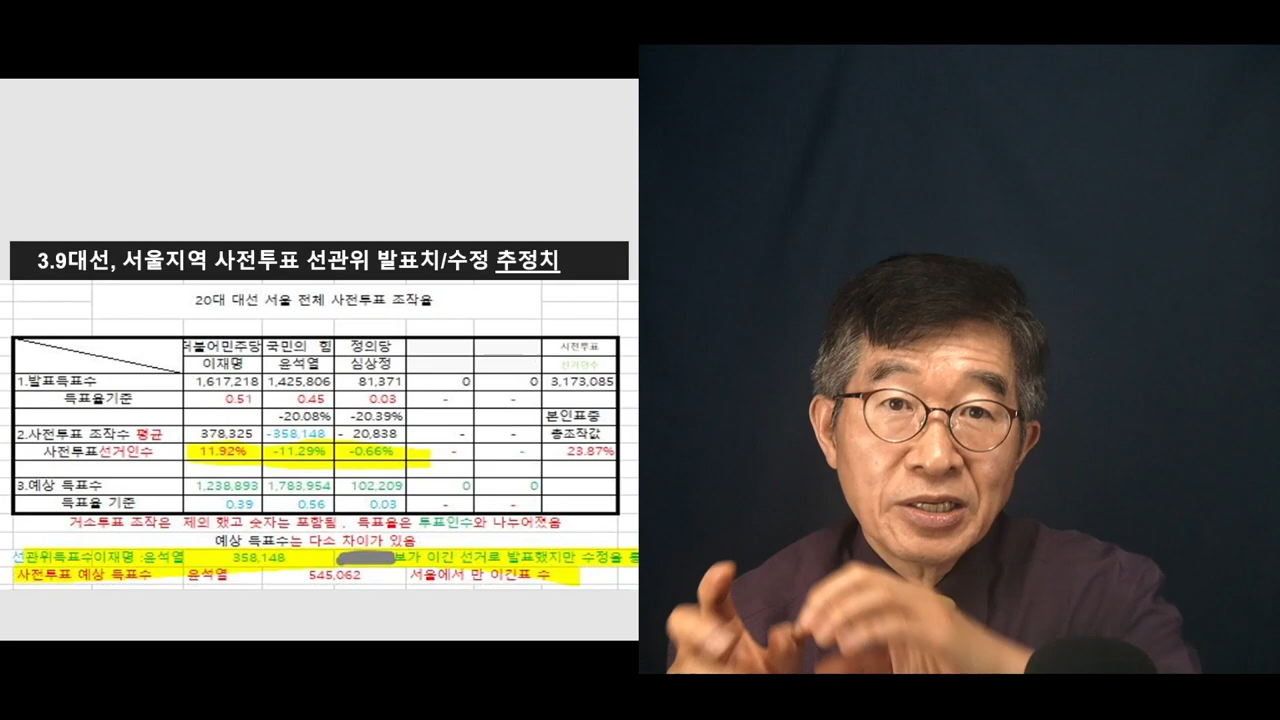 3.9대선, 서울지역 사전투표 선관위 발표치/수정 추정치
20대 대선 서울 전체 사전투표 조작율
더불어민주당 국민의 힘 정의당 사전투표
이재명 윤석열 심상정 선거인수
1.발표득표수 1,617,218 1,425,806 81,371 0 0 3,173,085
득표율기준 0.51 0.45 0.03 - -
-20.08% -20.39% 본인표중
2.사전투표 조작수 평균 378,325 -358,148 - 20,838 - - 총조작값
사전투표선거인수 11.92% -11.29% -0.66% - - 23.87%
3.예상 득표수 1,238,893 1,783,954 102,209 0 0
득표율 기준 0.39 0.56 0.03 - -
거소투표 조작은 제외 했고 숫자는 포함됨 . 득표율은 투표인수와 나누어졌음
예상 득표수는 다소 차이가 있음
선관위득표수이재명 :윤석열 358,148 보가 이긴 선거로 발표했지만 수정을
사전투표 예상 득표수 윤석열 545,062 서울에서 만 이긴표 수